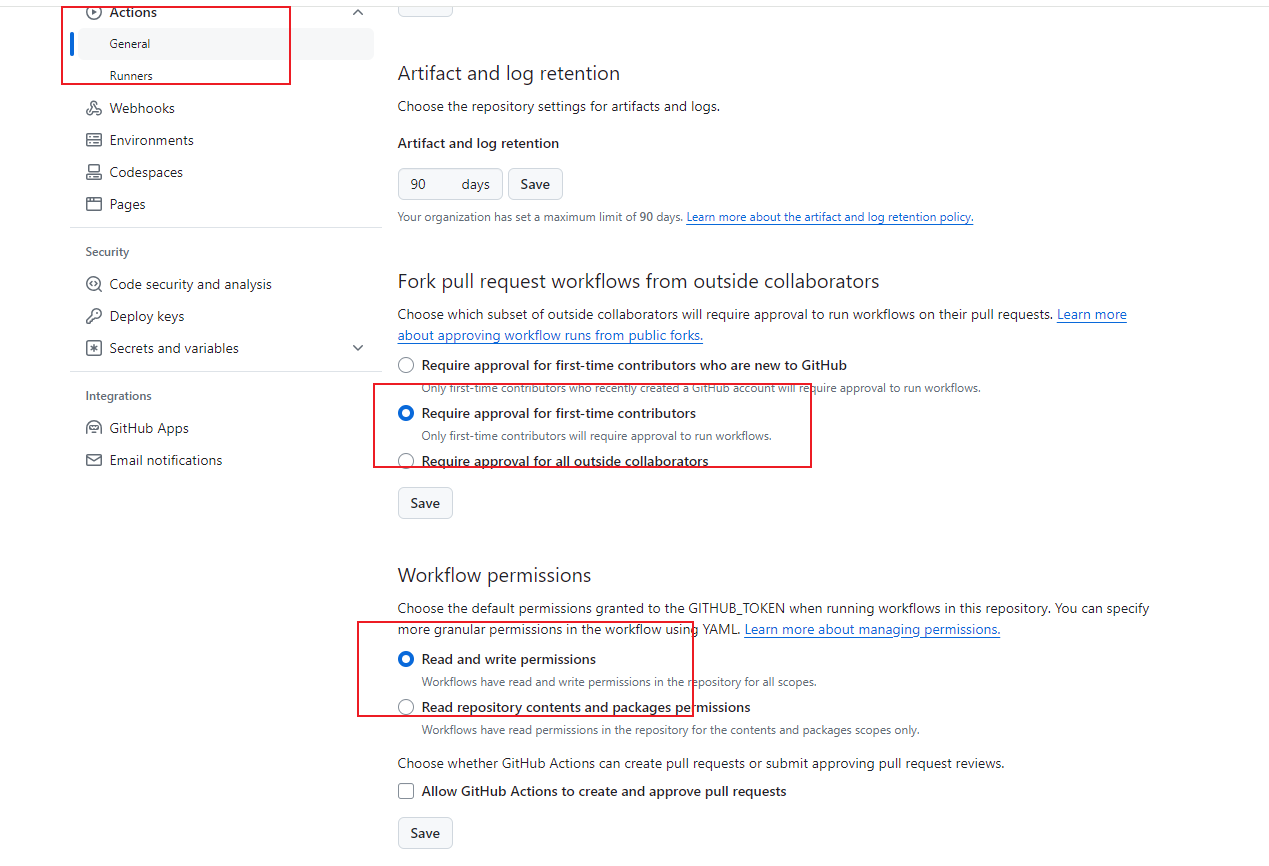 Actions
General
Runners
Webhooks
Environments
Codespaces
Pages
Security
Code security and analysis
Deploy keys
Secrets and variables
Integrations
GitHub Apps
Email notifications
Artifact and log retention
Choose the repository settings for artifacts and logs.
Artifact and log retention
90 days Save
Your organization has set a maximum limit of 90 days. Learn more about the artifact and log retention policy.
Fork pull request workflows from outside collaborators
Choose which subset of outside collaborators will require approval to run workflows on their pull requests. Learn more
about approving workflow runs from public forks.
Require approval for first-time contributors who are new to GitHub
Only first-time contributors who recently created a GitHub account will require approval to run workflows.
Require approval for first-time contributors
Only first-time contributors will require approval to run workflows.
Require approval for all outside collaborators
Save
Workflow permissions
Choose the default permissions granted to the GITHUB_TOKEN when running workflows in this repository. You can specify
more granular permissions in the workflow using YAML. Learn more about managing permissions.
Read and write permissions
Workflows have read and write permissions in the repository for all scopes.
Read repository contents and packages permissions
Workflows have read permissions in the repository for the contents and packages scopes only.
Choose whether GitHub Actions can create pull requests or submit approving pull request reviews.
Allow GitHub Actions to create and approve pull requests
Save